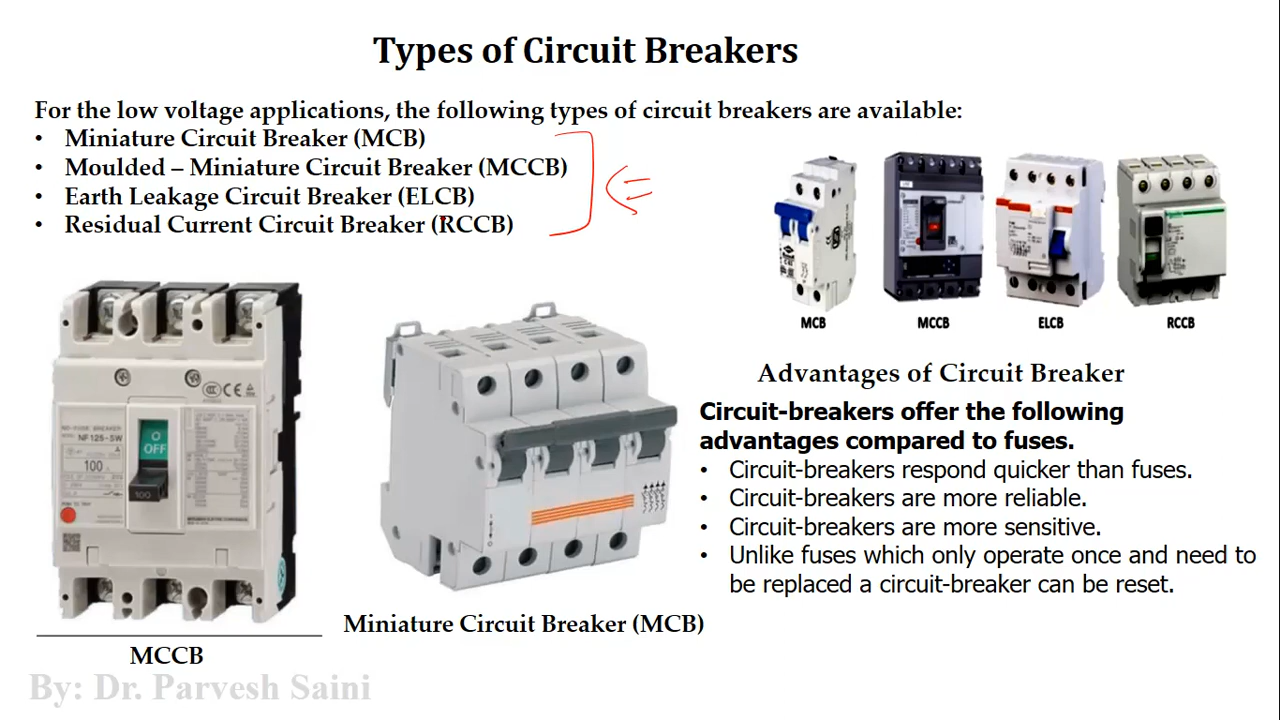 Types of Circuit Breakers
For the low voltage applications, the following types of circuit breakers are available:
• Miniature Circuit Breaker (MCB)
• Moulded – Miniature Circuit Breaker (MCCB)
• Earth Leakage Circuit Breaker (ELCB)
• Residual Current Circuit Breaker (RCCB)
MCB
MCCB
ELCB
RCCB
NF125-SW
100
OFF
100
MCCB
Miniature Circuit Breaker (MCB)
Advantages of Circuit Breaker
Circuit-breakers offer the following
advantages compared to fuses.
• Circuit-breakers respond quicker than fuses.
• Circuit-breakers are more reliable.
• Circuit-breakers are more sensitive.
• Unlike fuses which only operate once and need to
be replaced a circuit-breaker can be reset.
By: Dr. Parvesh Saini